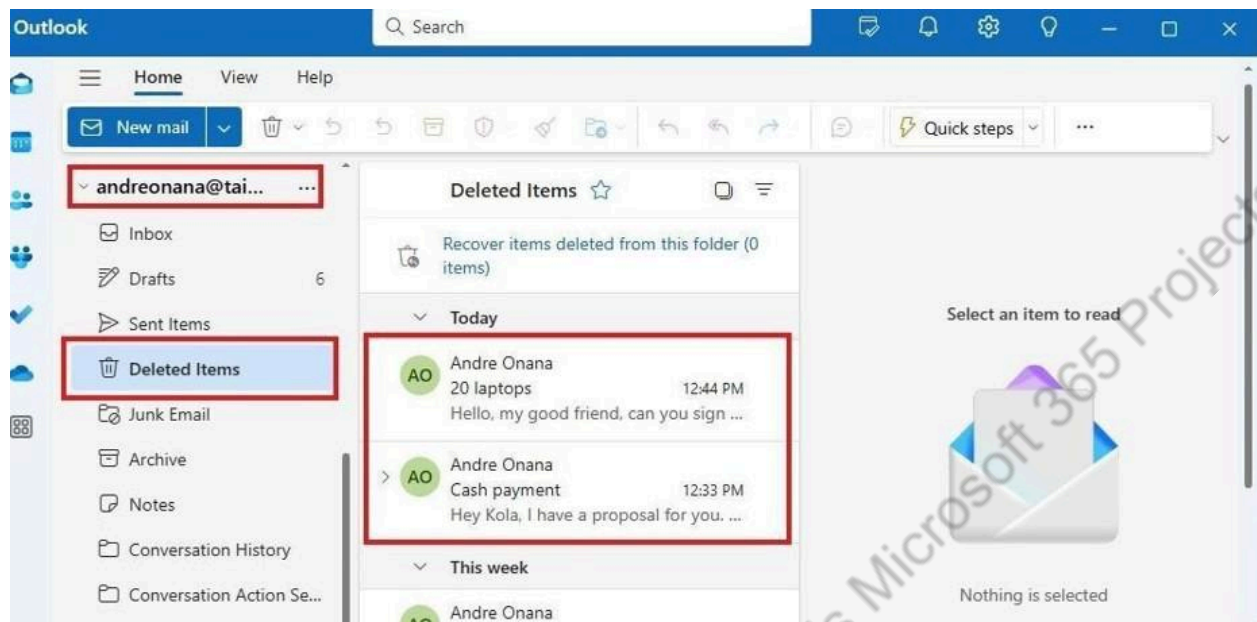 Outlook
Search
Home View Help
New mail
Quick steps
andreonana@tai...
Inbox
Drafts 6
Sent Items
Deleted Items
Junk Email
Archive
Notes
Conversation History
Conversation Action Se...
Deleted Items
Recover items deleted from this folder (0
items)
Today
AO
Andre Onana
20 laptops 12:44 PM
Hello, my good friend, can you sign ...
AO
Andre Onana
Cash payment 12:33 PM
Hey Kola, I have a proposal for you. ...
This week
AO
Andre Onana
Select an item to read
Nothing is selected
Microsoft 365